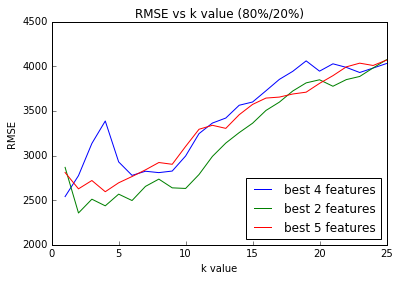 RMSE vs k value (80%/20%)
4500
4000
3500
3000
2500
2000
RMSE
0
5
10
15
20
25
k value
best 4 features
best 2 features
best 5 features